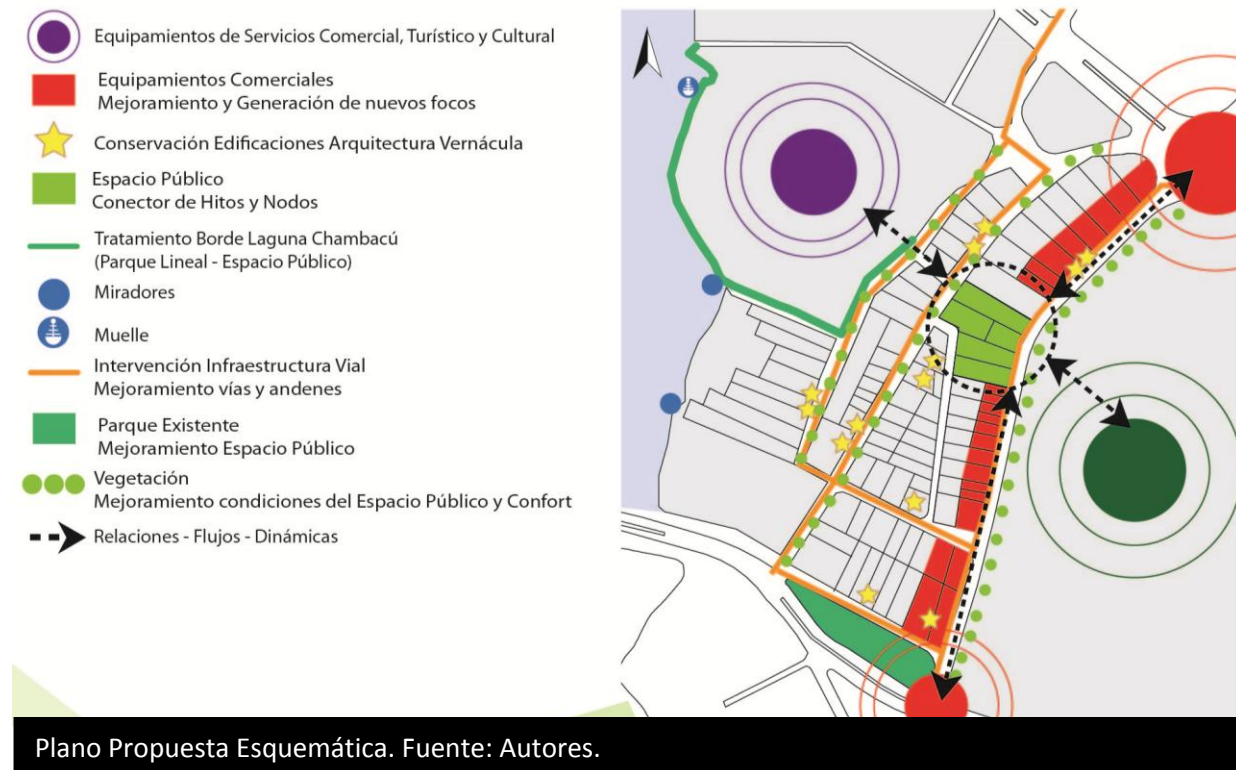 Equipamientos de Servicios Comercial, Turístico y Cultural
Equipamientos Comerciales
Mejoramiento y Generación de nuevos focos
Conservación Edificaciones Arquitectura Vernácula
Espacio Público
Conector de Hitos y Nodos
Tratamiento Borde Laguna Chambacú
(Parque Lineal - Espacio Público)
Miradores
Muelle
Intervención Infraestructura Vial
Mejoramiento vías y andenes
Parque Existente
Mejoramiento Espacio Público
Vegetación
Mejoramiento condiciones del Espacio Público y Confort
Relaciones - Flujos - Dinámicas
Plano Propuesta Esquemática. Fuente: Autores.